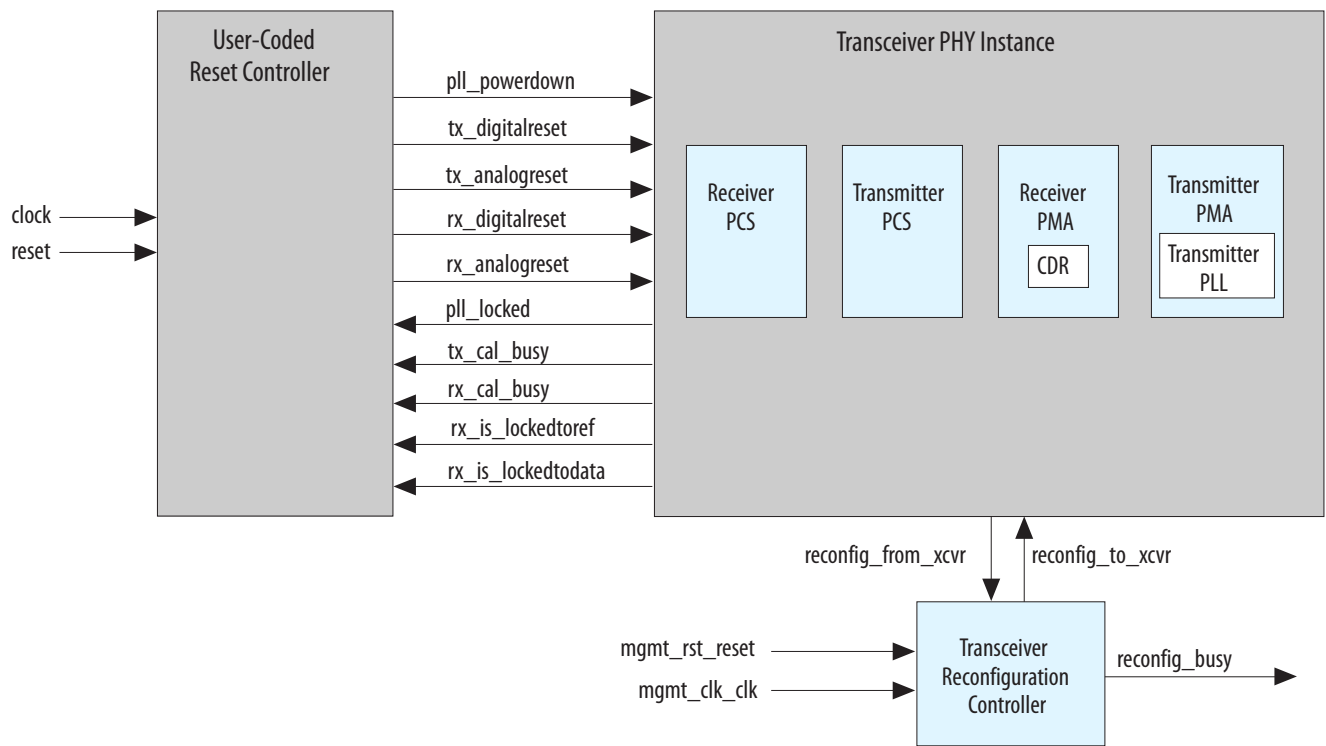 User-Coded
Reset Controller
Transceiver PHY Instance
pll_powerdown
tx_digitalreset
tx_analogreset
rx_digitalreset
rx_analogreset
pll_locked
tx_cal_busy
rx_cal_busy
rx_is_lockedtoref
rx_is_lockedtodata
clock
reset
Receiver
PCS
Transmitter
PCS
Receiver
PMA
CDR
Transmitter
PMA
Transmitter
PLL
reconfig_from_xcvr
reconfig_to_xcvr
mgmt_rst_reset
mgmt_clk_clk
Transceiver
Reconfiguration
Controller
reconfig_busy